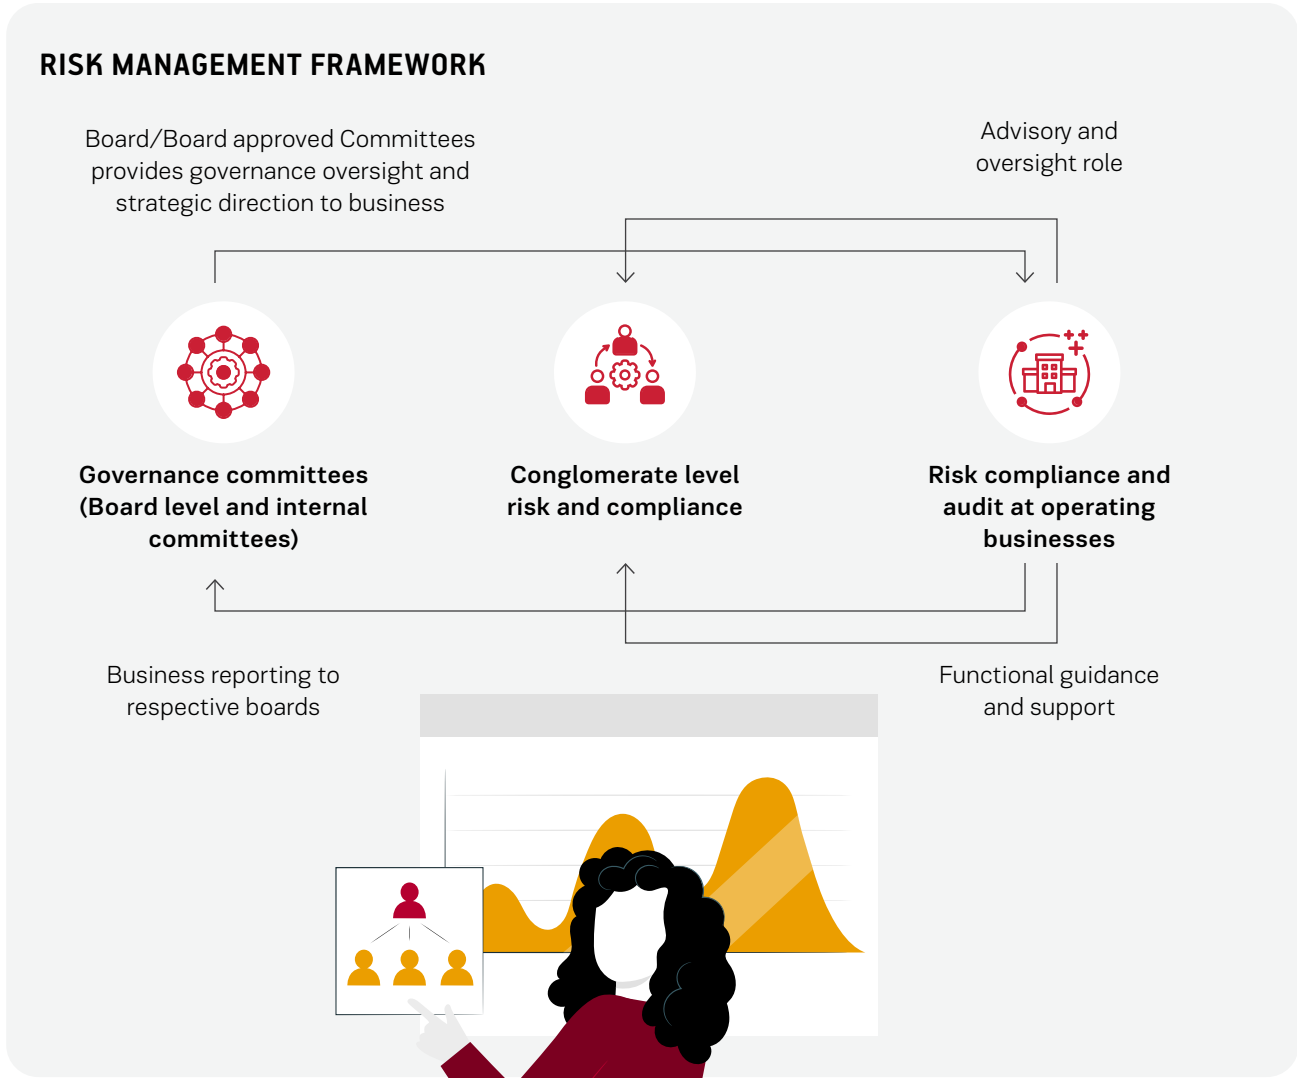 RISK MANAGEMENT FRAMEWORK
Board/Board approved Committees
provides governance oversight and
strategic direction to business
Advisory and
oversight role
Governance committees
(Board level and internal
committees)
Conglomerate level
risk and compliance
Risk compliance and
audit at operating
businesses
Business reporting to
respective boards
Functional guidance
and support